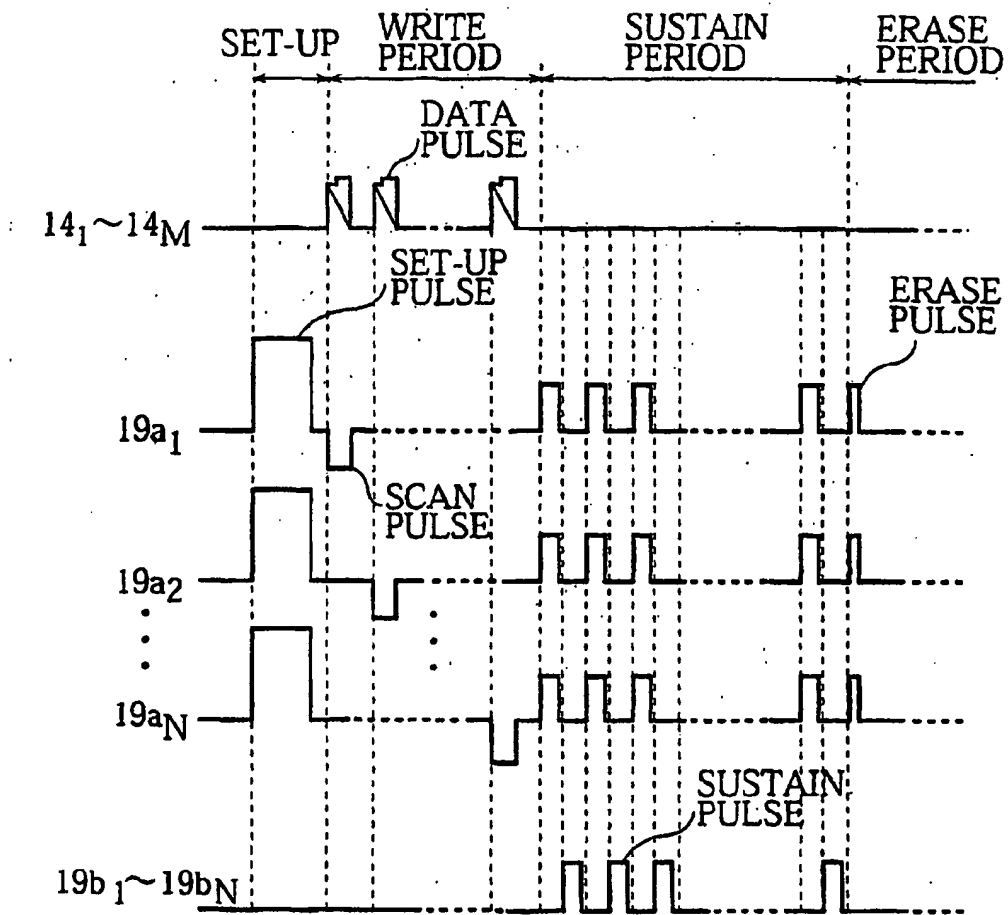 SET-UP
WRITE
PERIOD
SUSTAIN
PERIOD
ERASE
PERIOD
DATA
PULSE
14₁~14M
SET-UP
PULSE
ERASE
PULSE
19a₁
SCAN
PULSE
19a₂
19aN
SUSTAIN
PULSE
19b₁~19bN